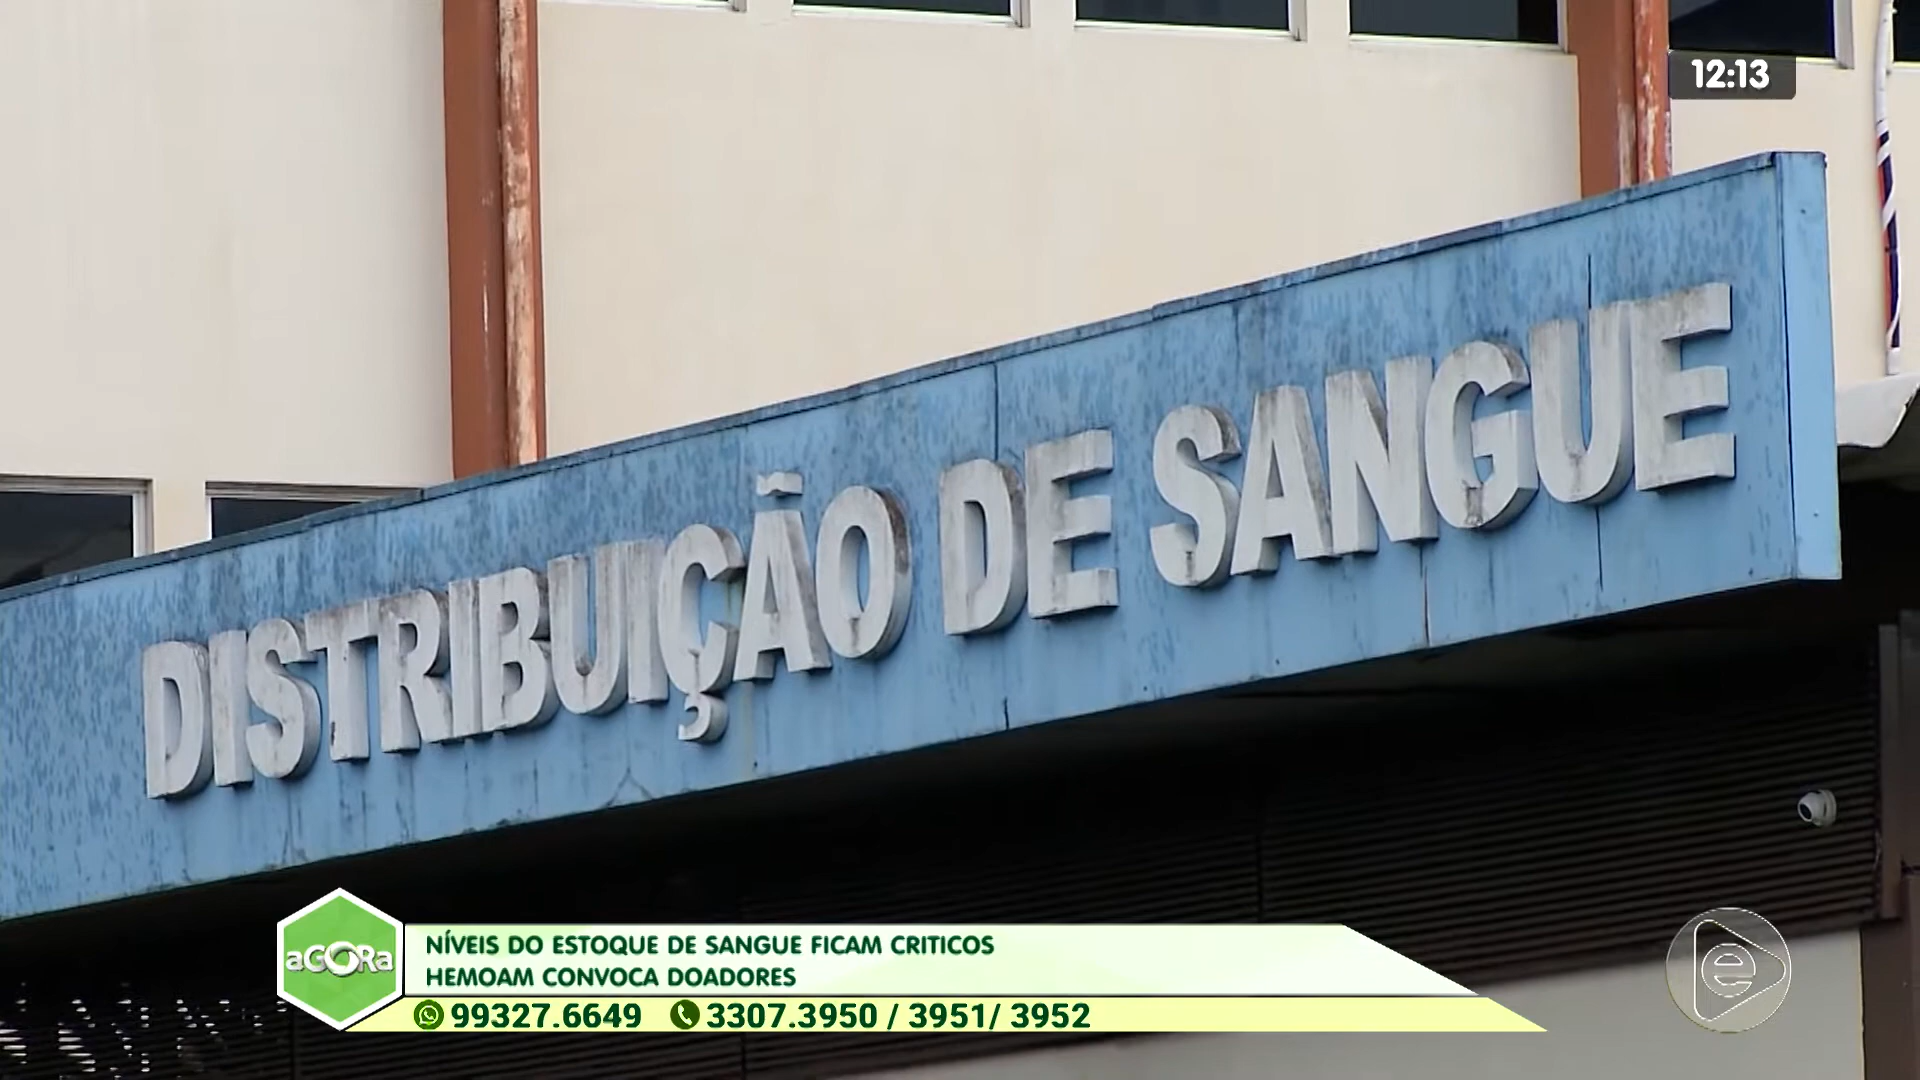 12:13
DISTRIBUIÇÃO DE SANGUE
aGORa
NÍVEIS DO ESTOQUE DE SANGUE FICAM CRITICOS
HEMOAM CONVOCA DOADORES
99327.6649 3307.3950 / 3951/ 3952
e